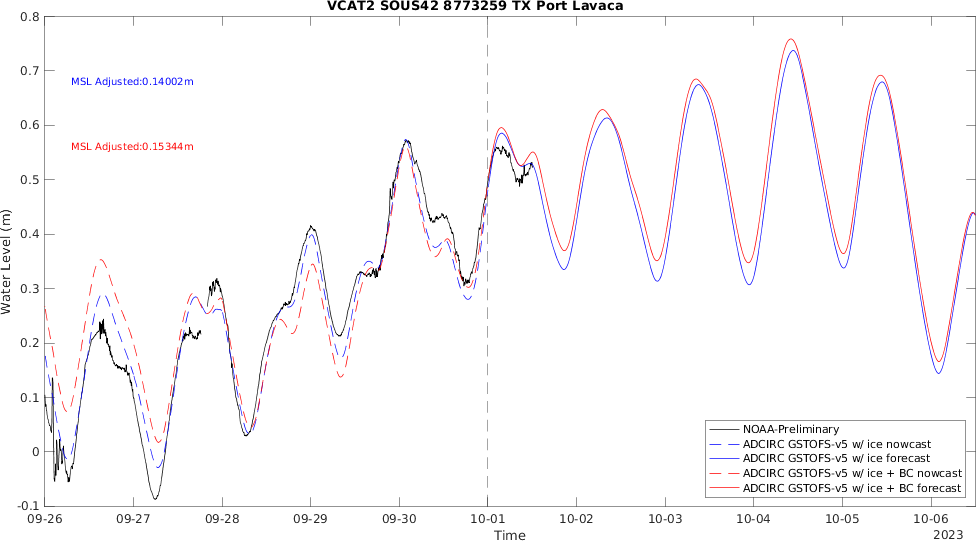 VCAT2 SOUS42 8773259 TX Port Lavaca
0.8
0.7
0.6
0.5
0.4
0.3
0.2
0.1
0
-0.1
Water Level (m)
MSL Adjusted:0.14002m
MSL Adjusted:0.15344m
NOAA-Preliminary
ADCIRC GSTOFS-v5 w/ ice nowcast
ADCIRC GSTOFS-v5 w/ ice forecast
ADCIRC GSTOFS-v5 w/ ice + BC nowcast
ADCIRC GSTOFS-v5 w/ ice + BC forecast
09-26 09-27 09-28 09-29 09-30 10-01 10-02 10-03 10-04 10-05 10-06
Time
2023